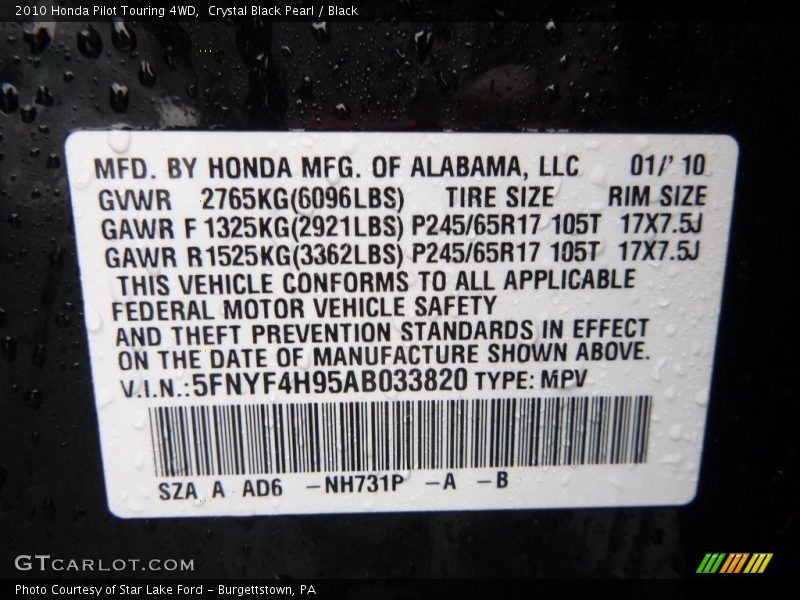 2010 Honda Pilot Touring 4WD, Crystal Black Pearl / Black
MFD. BY HONDA MFG. OF ALABAMA, LLC 01/' 10
GVWR 2765KG(6096LBS) TIRE SIZE RIM SIZE
GAWR F 1325KG(2921LBS) P245/65R17 105T 17X7.5J
GAWR R1525KG(3362LBS) P245/65R17 105T 17X7.5J
THIS VEHICLE CONFORMS TO ALL APPLICABLE
FEDERAL MOTOR VEHICLE SAFETY
AND THEFT PREVENTION STANDARDS IN EFFECT
ON THE DATE OF MANUFACTURE SHOWN ABOVE.
V.I.N.:5FNYF4H95AB033820 TYPE: MPV
SZA A AD6 –NH731P –A –B
GTCARLOT.COM
Photo Courtesy of Star Lake Ford – Burgettstown, PA